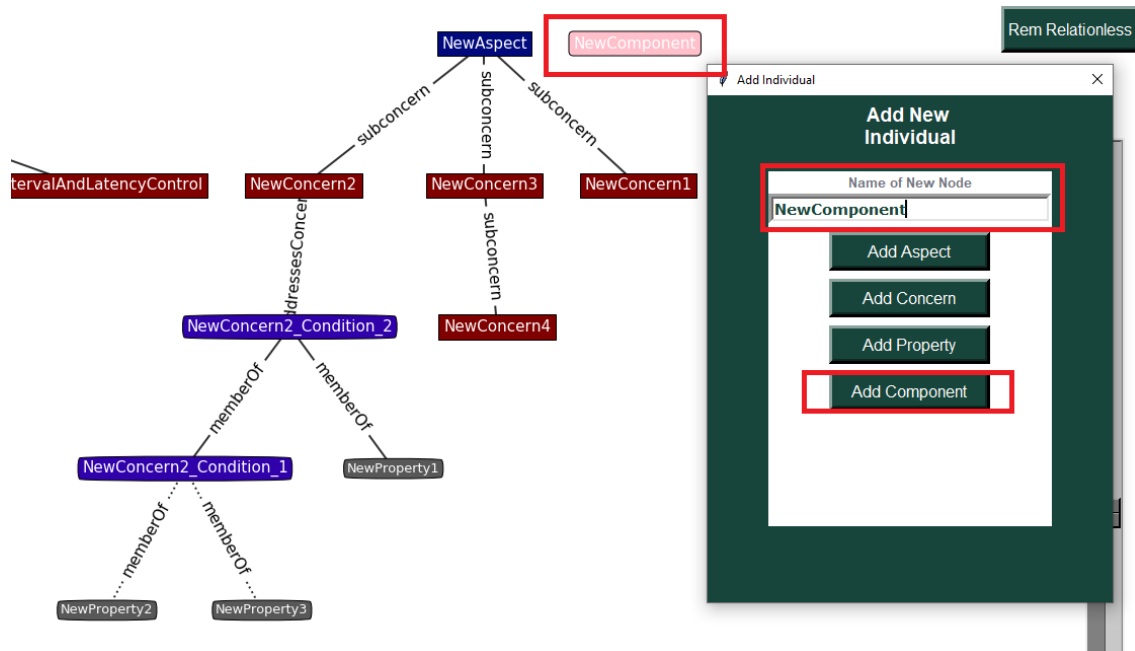 NewAspect
NewComponent
Rem Relationless
Add Individual
Add New
Individual
subconcern
subconcern
subconcern
Name of New Node
NewComponent
tervalAndLatencyControl
NewConcern2
NewConcern3
NewConcern1
Add Aspect
ddressesConcer
subconcern
Add Concern
NewConcern2_Condition_2
NewConcern4
Add Property
memberOf
memberOf
Add Component
NewConcern2_Condition_1
NewProperty1
memberOf
memberOf
NewProperty2
NewProperty3